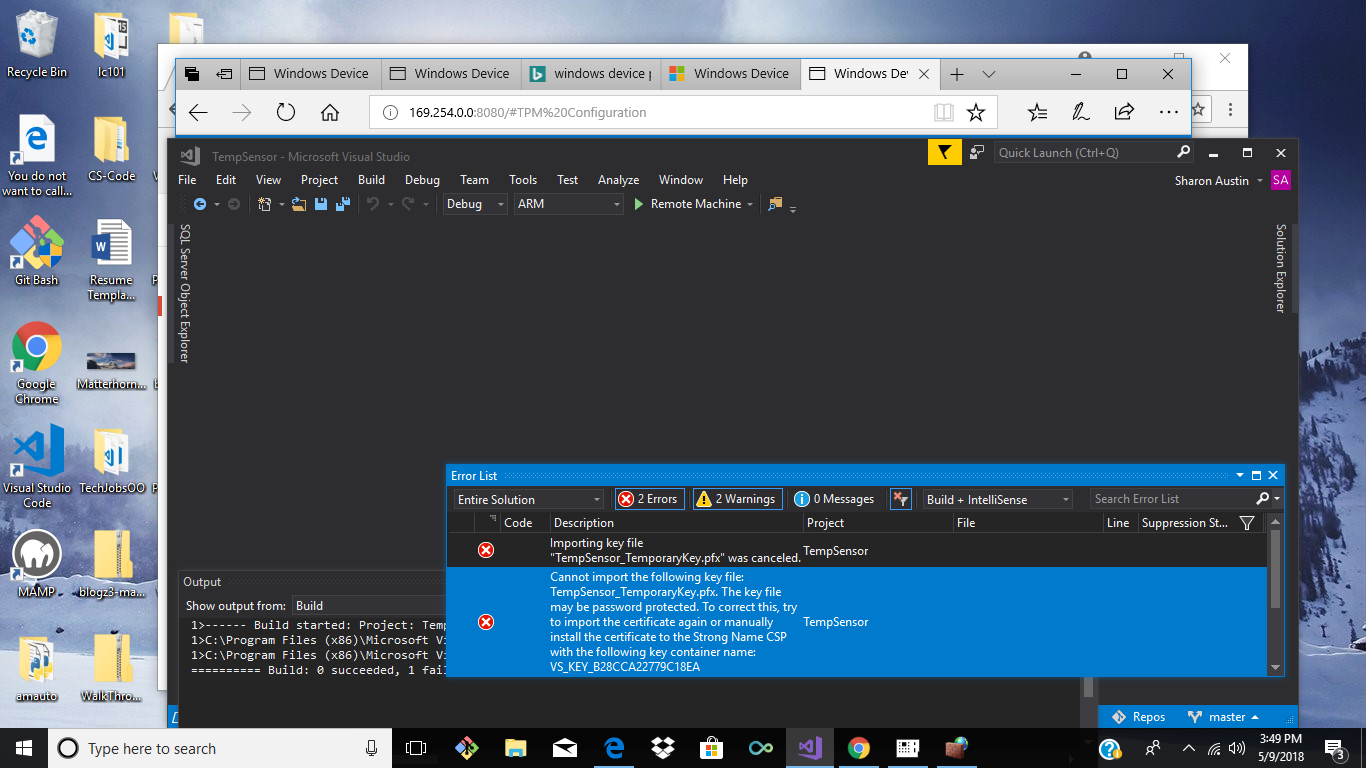 Recycle Bin
lc101
You do not
want to call...
CS-Code
Git Bash
Resume
Templa...
Google
Chrome
Matterhorn...
Visual Studio
Code
TechJobsOO
MAMP
blogz3-ma...
amauto
WalkThro...
Windows Device
Windows Device
windows device p
Windows Device
Windows De
169.254.0.0:8080/#TPM%20Configuration
TempSensor - Microsoft Visual Studio
Quick Launch (Ctrl+Q)
File Edit View Project Build Debug Team Tools Test Analyze Window Help
Sharon Austin
SA
Debug
ARM
Remote Machine
SQL Server Object Explorer
Solution Explorer
Error List
Entire Solution
2 Errors
2 Warnings
0 Messages
Build + IntelliSense
Search Error List
Code Description Project File Line Suppression St...
Importing key file
"TempSensor_TemporaryKey.pfx" was canceled.
TempSensor
Cannot import the following key file:
TempSensor_TemporaryKey.pfx. The key file
may be password protected. To correct this, try
to import the certificate again or manually
install the certificate to the Strong Name CSP
with the following key container name:
VS_KEY_B28CCA22779C18EA
TempSensor
Output
Show output from: Build
1>------ Build started: Project: Temp
1>C:\Program Files (x86)\Microsoft Vi
1>C:\Program Files (x86)\Microsoft Vi
========== Build: 0 succeeded, 1 fail
Repos
master
Type here to search
3:49 PM
5/9/2018
3